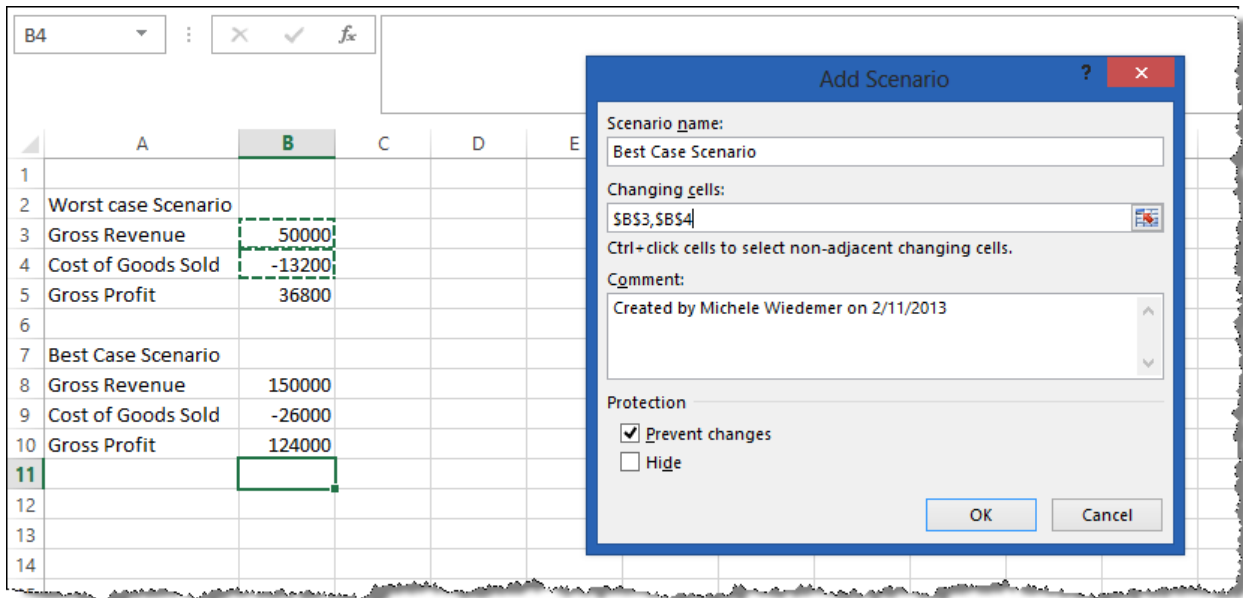 B4
fx
Add Scenario ? ×
Scenario name:
Best Case Scenario
Changing cells:
$B$3,$B$4
Ctrl+click cells to select non-adjacent changing cells.
Comment:
Created by Michele Wiedemer on 2/11/2013
Protection
Prevent changes
Hide
OK Cancel
A B C D E
1
2 Worst case Scenario
3 Gross Revenue 50000
4 Cost of Goods Sold -13200
5 Gross Profit 36800
6
7 Best Case Scenario
8 Gross Revenue 150000
9 Cost of Goods Sold -26000
10 Gross Profit 124000
11
12
13
14